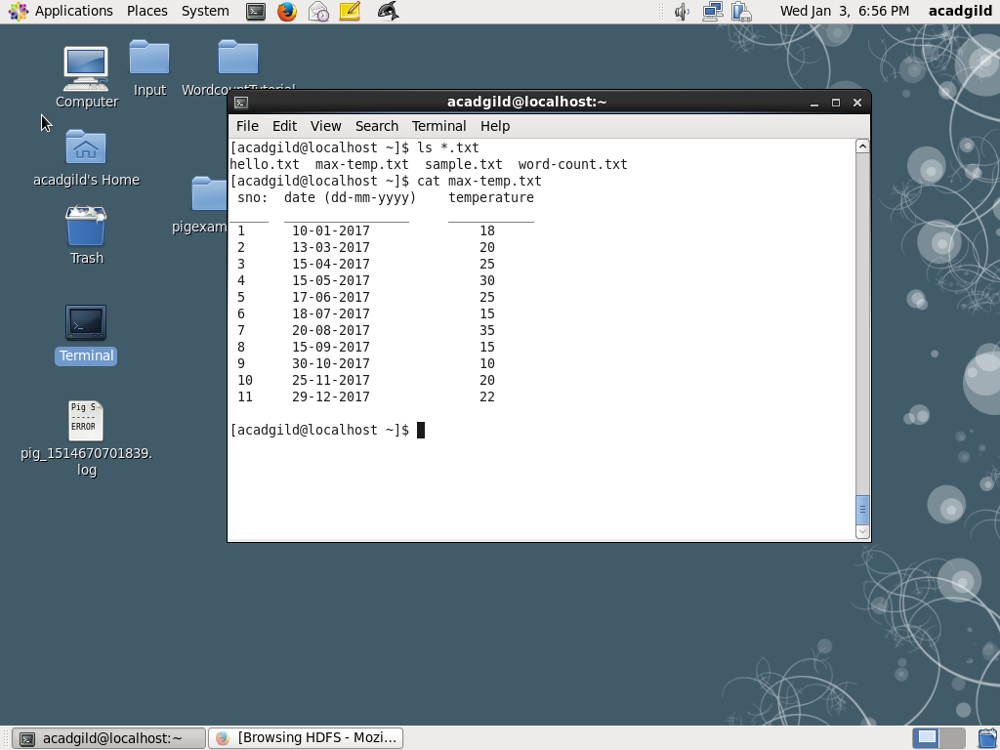 Applications Places System Wed Jan 3, 6:56 PM acadgild
Computer
Input
acadgild's Home
Trash
Terminal
Pig S
-----
ERROR
pig_1514670701839.
log
acadgild@localhost:~
File Edit View Search Terminal Help
[acadgild@localhost ~]$ ls *.txt
hello.txt  max-temp.txt  sample.txt  word-count.txt
[acadgild@localhost ~]$ cat max-temp.txt
sno:  date (dd-mm-yyyy)    temperature
_____  ________________     ___________
1      10-01-2017              18
2      13-03-2017              20
3      15-04-2017              25
4      15-05-2017              30
5      17-06-2017              25
6      18-07-2017              15
7      20-08-2017              35
8      15-09-2017              15
9      30-10-2017              10
10     25-11-2017              20
11     29-12-2017              22
[acadgild@localhost ~]$
acadgild@localhost:~ [Browsing HDFS - Mozi...